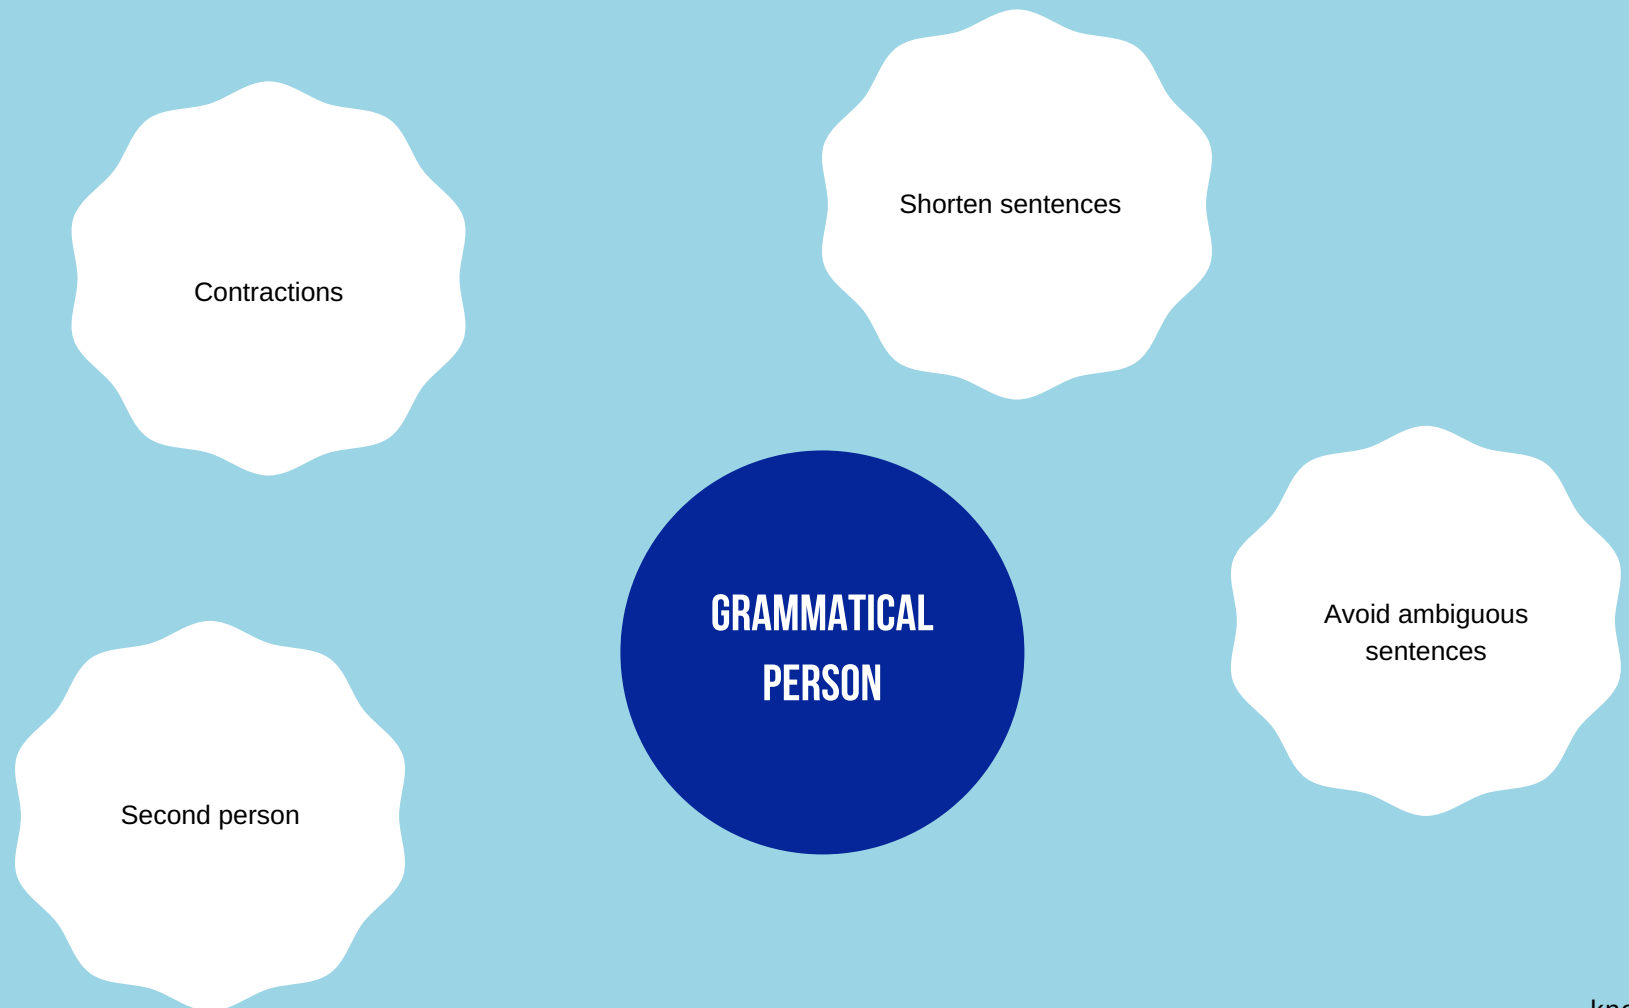 Shorten sentences
Contractions
GRAMMATICAL
PERSON
Avoid ambiguous
sentences
Second person